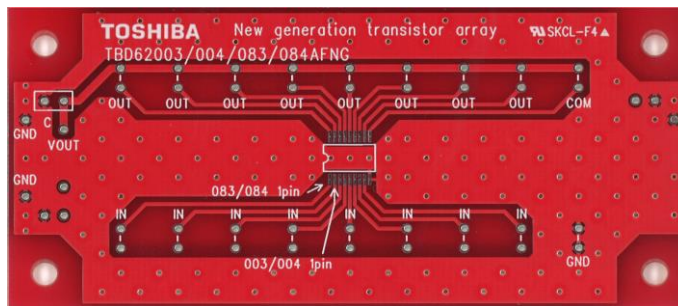 TOSHIBA New generation transistor array
SKCL-F4
TBD62003/004/083/084AFNG
OUT OUT OUT OUT OUT OUT OUT OUT COM
C
GND
VOUT
GND
083/084 1pin
IN IN IN IN IN IN IN IN
003/004 1pin
GND